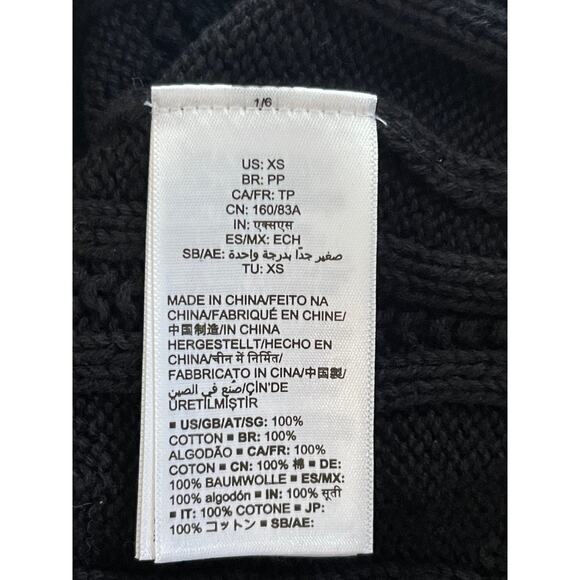 1/6
US: XS
BR: PP
CA/FR: TP
CN: 160/83A
IN: एक्सएस
ES/MX: ECH
SB/AE: صغير جدًا بدرجة واحدة
TU: XS
MADE IN CHINA/FEITO NA
CHINA/FABRIQUÉ EN CHINE/
中国制造/IN CHINA
HERGESTELLT/HECHO EN
CHINA/चीन में निर्मित/
FABBRICATO IN CINA/中国製/
صُنع في الصين/ÇİN'DE
ÜRETİLMİŞTİR
■ US/GB/AT/SG: 100%
COTTON ■ BR: 100%
ALGODÃO ■ CA/FR: 100%
COTON ■ CN: 100% 棉 ■ DE:
100% BAUMWOLLE ■ ES/MX:
100% algodón ■ IN: 100% सूती
■ IT: 100% COTONE ■ JP:
100% コットン ■ SB/AE: